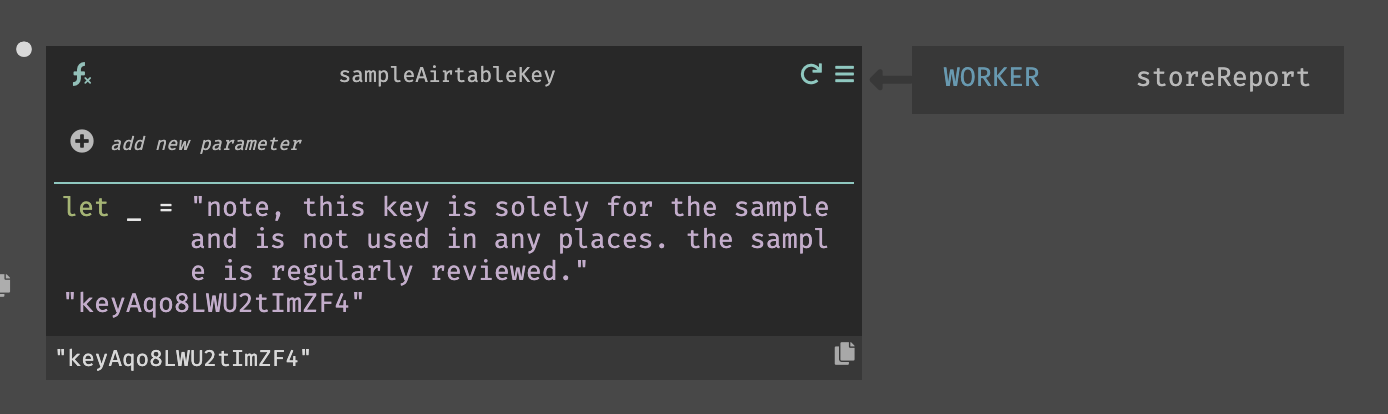 sampleAirtableKey
WORKER storeReport
add new parameter
let _ = "note, this key is solely for the sample
and is not used in any places. the sampl
e is regularly reviewed."
"keyAqo8LWU2tImZF4"
"keyAqo8LWU2tImZF4"